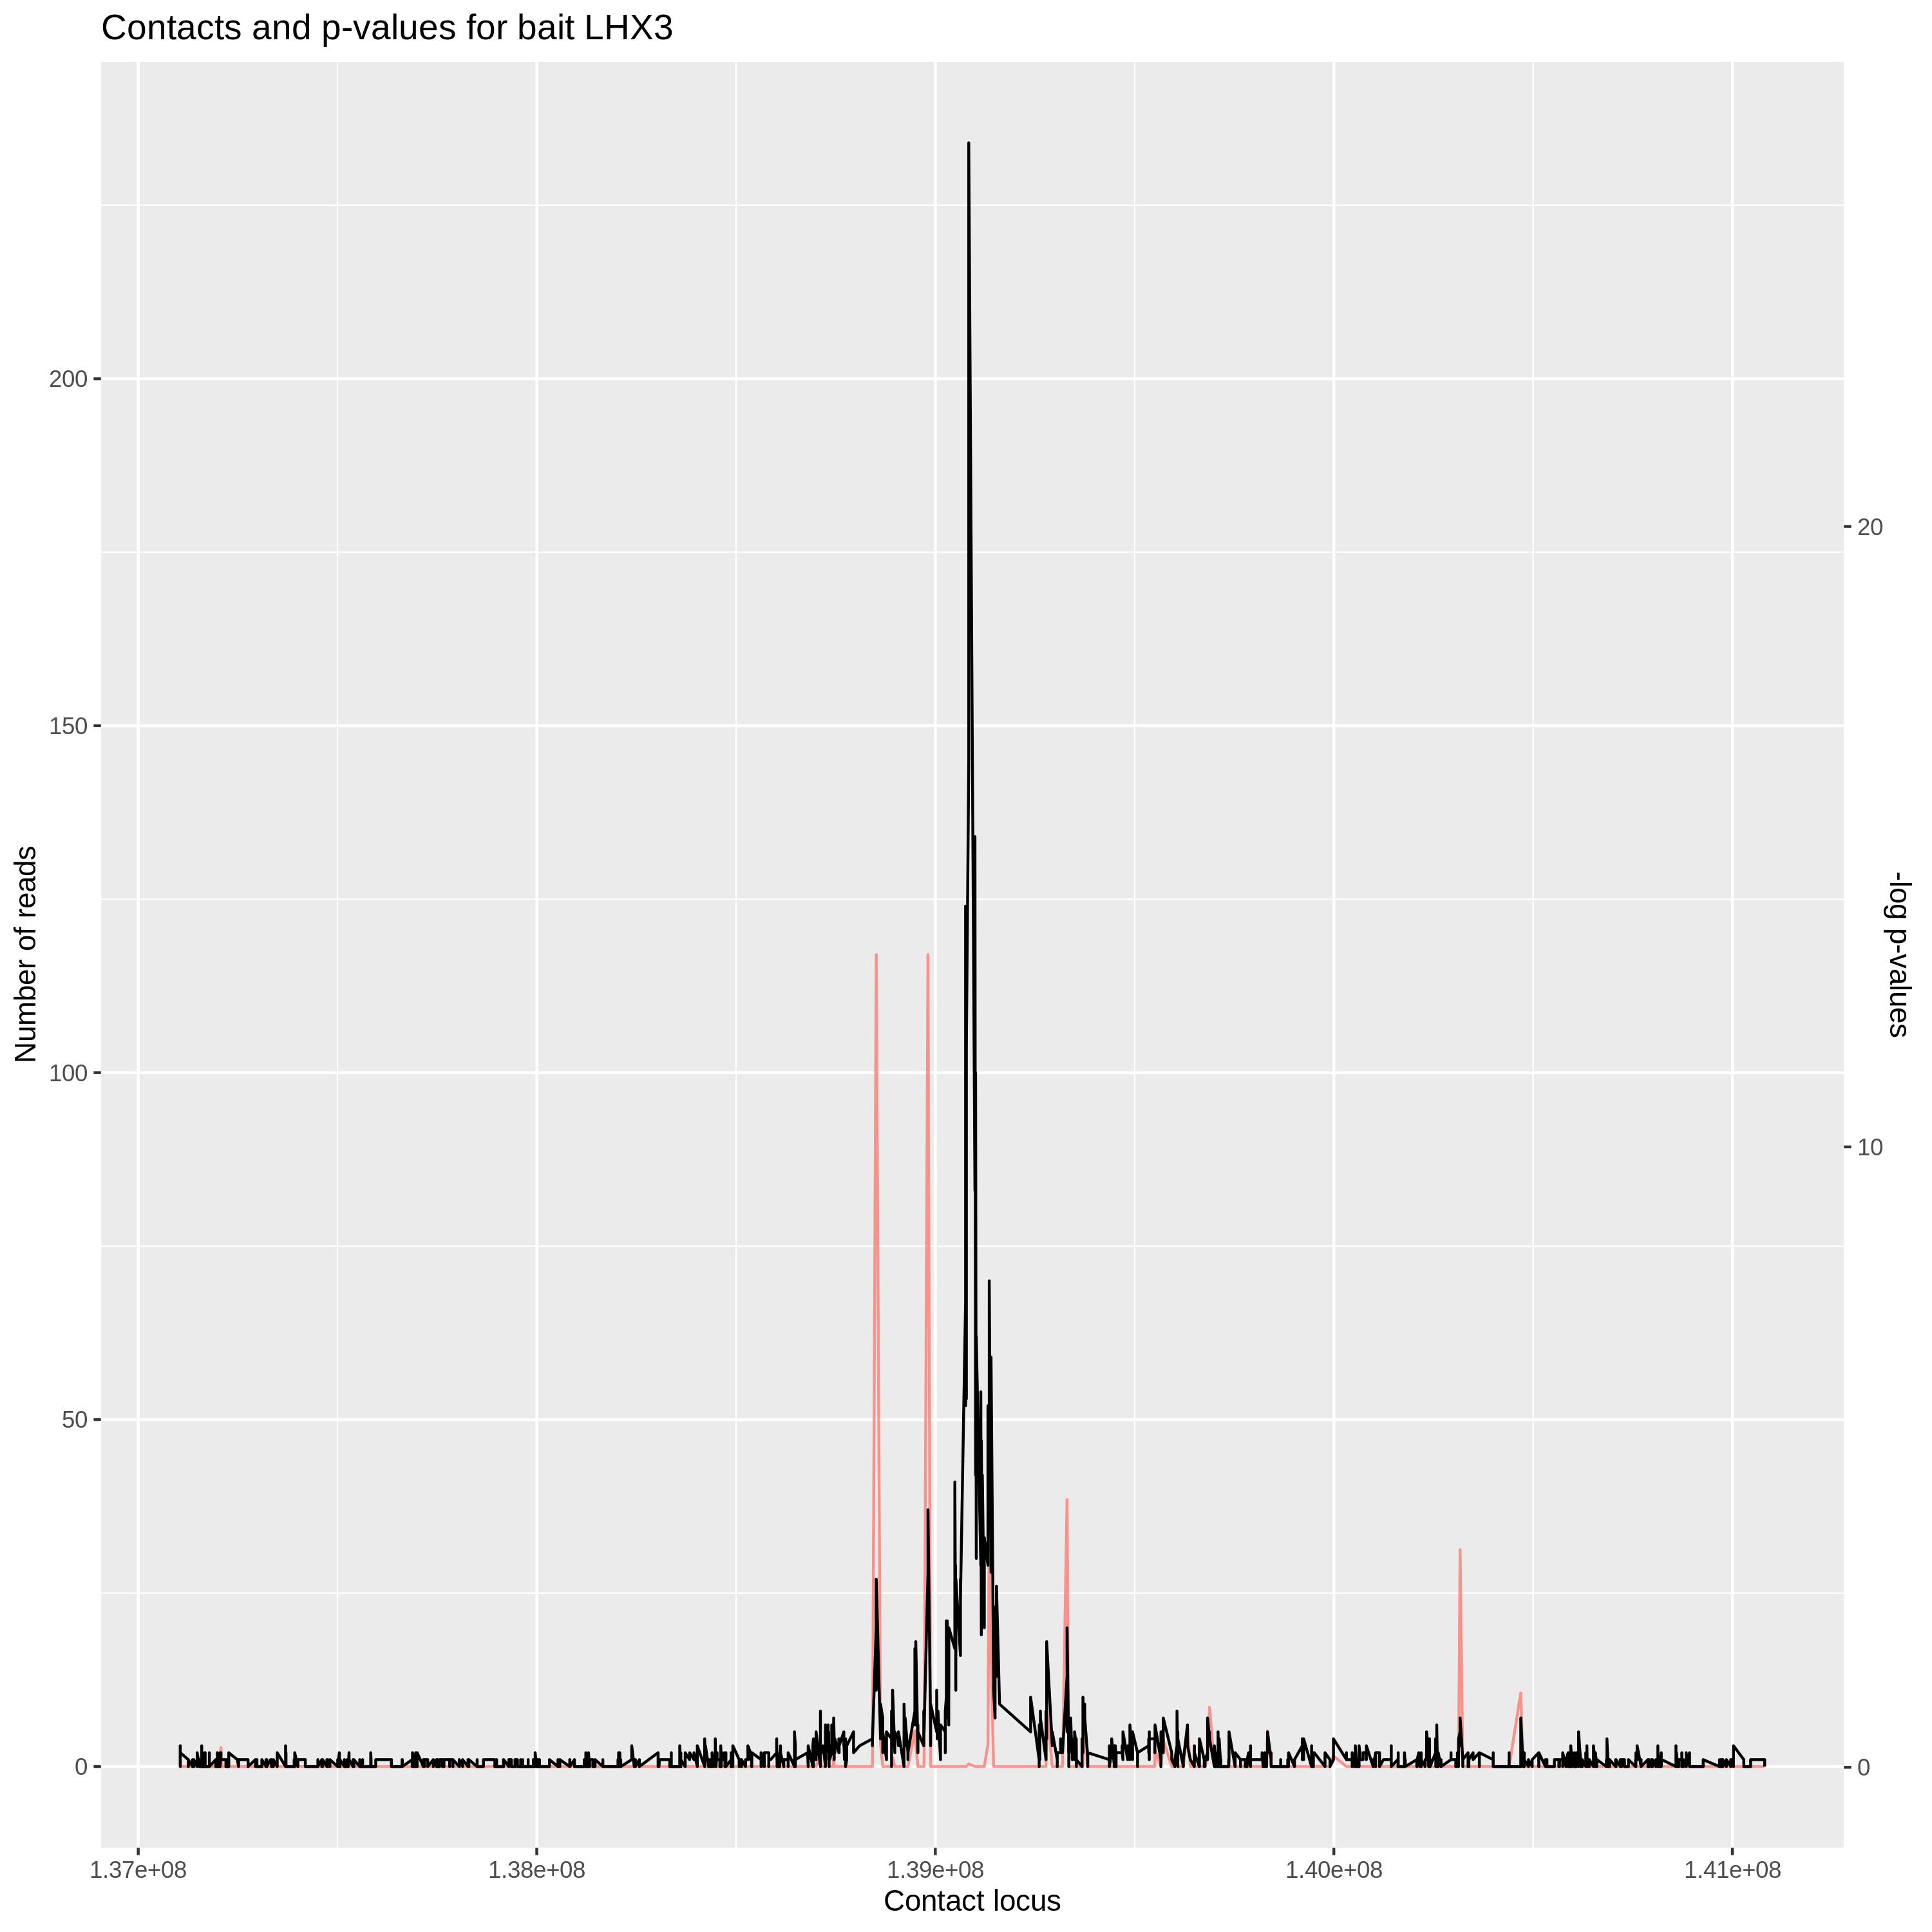 Contacts and p-values for bait LHX3
Number of reads
200
150
100
50
0
20
10
0
-log p-values
1.37e+08
1.38e+08
1.39e+08
1.40e+08
1.41e+08
Contact locus